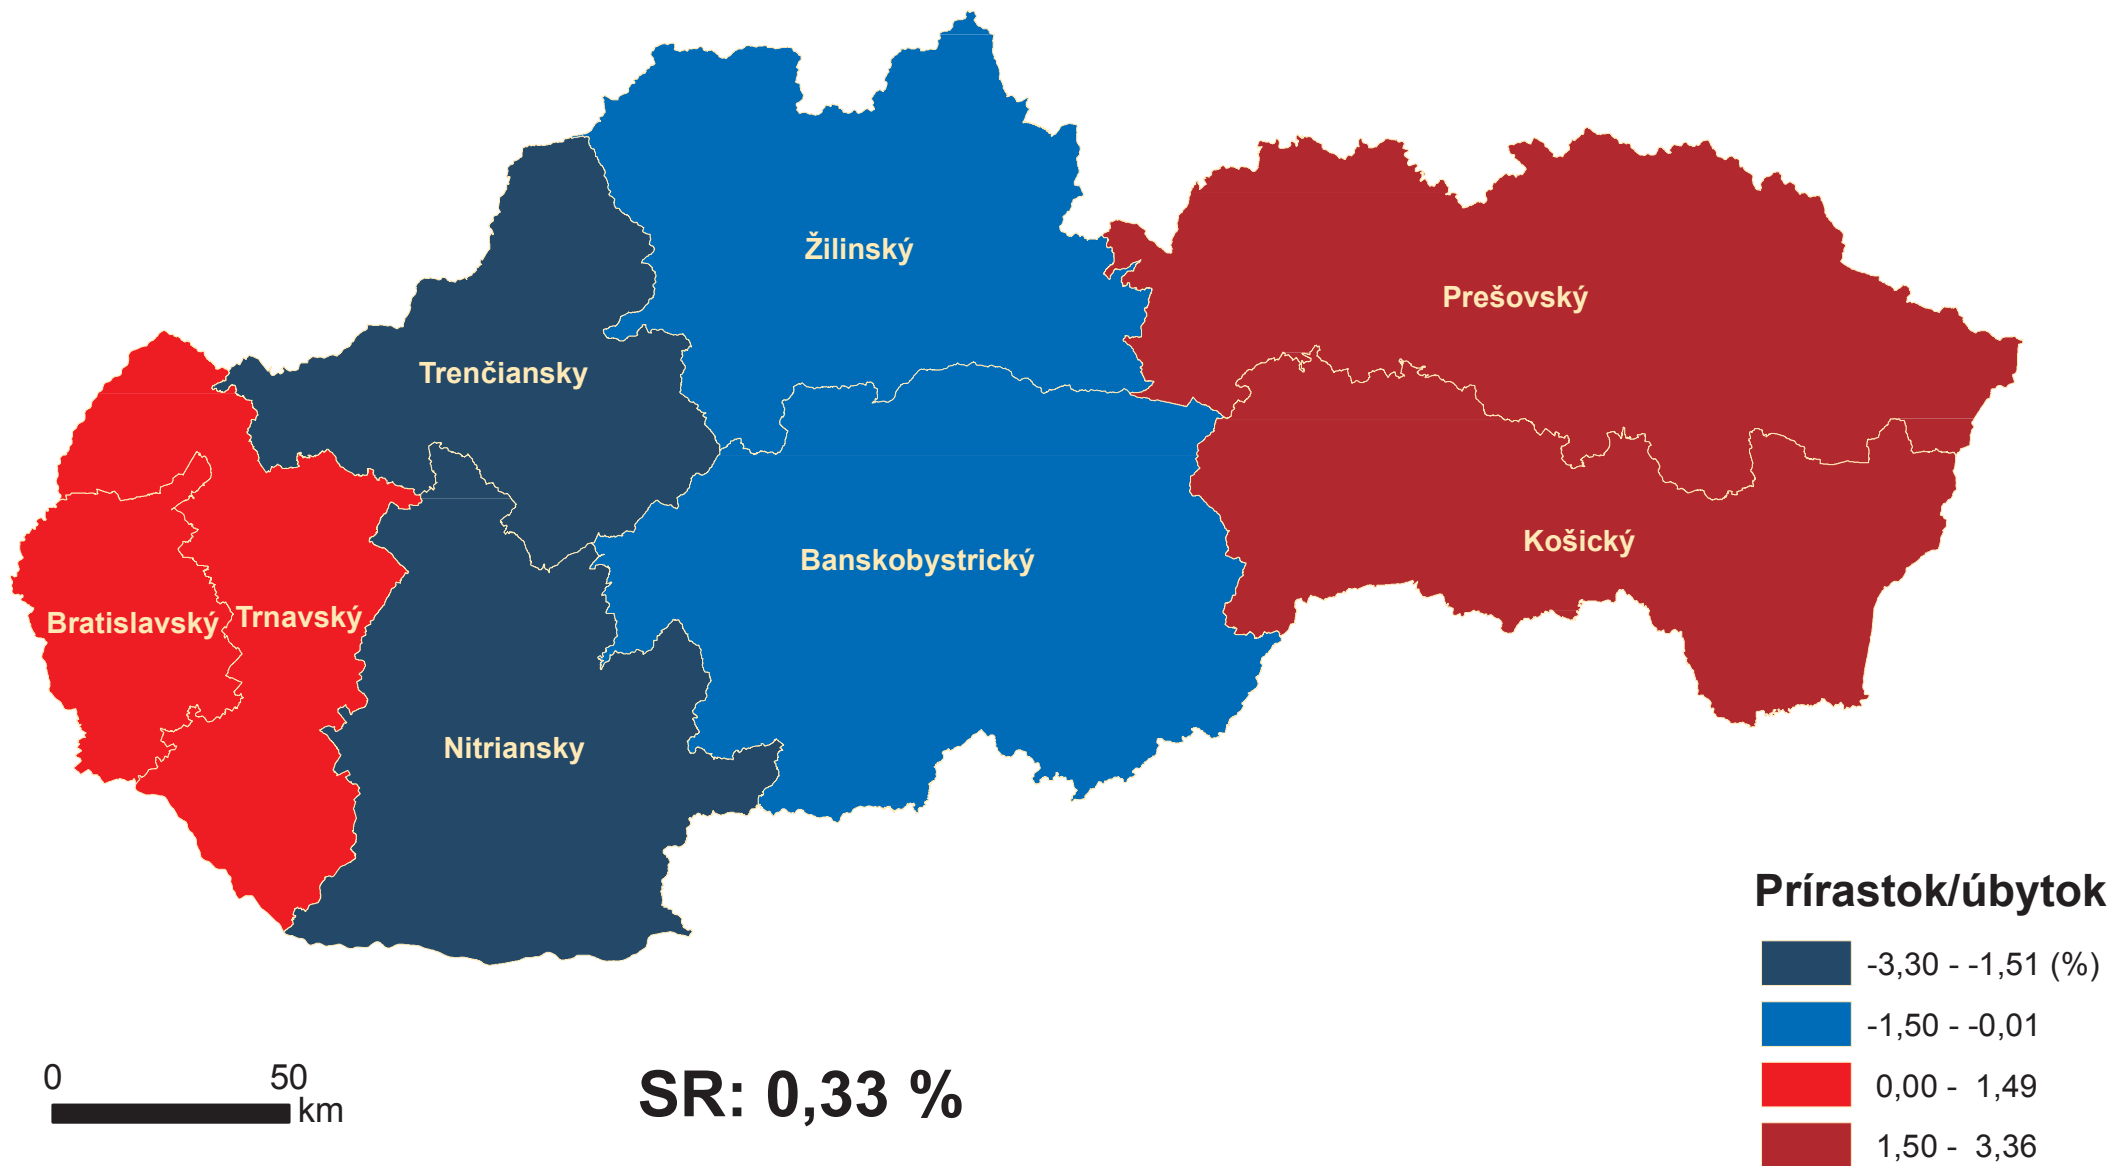 Žilinský
Prešovský
Trenčiansky
Košický
Banskobystrický
Bratislavský
Trnavský
Nitriansky
Prírastok/úbytok
-3,30 - -1,51 (%)
-1,50 - -0,01
0,00 - 1,49
1,50 - 3,36
0 50
km
SR: 0,33 %